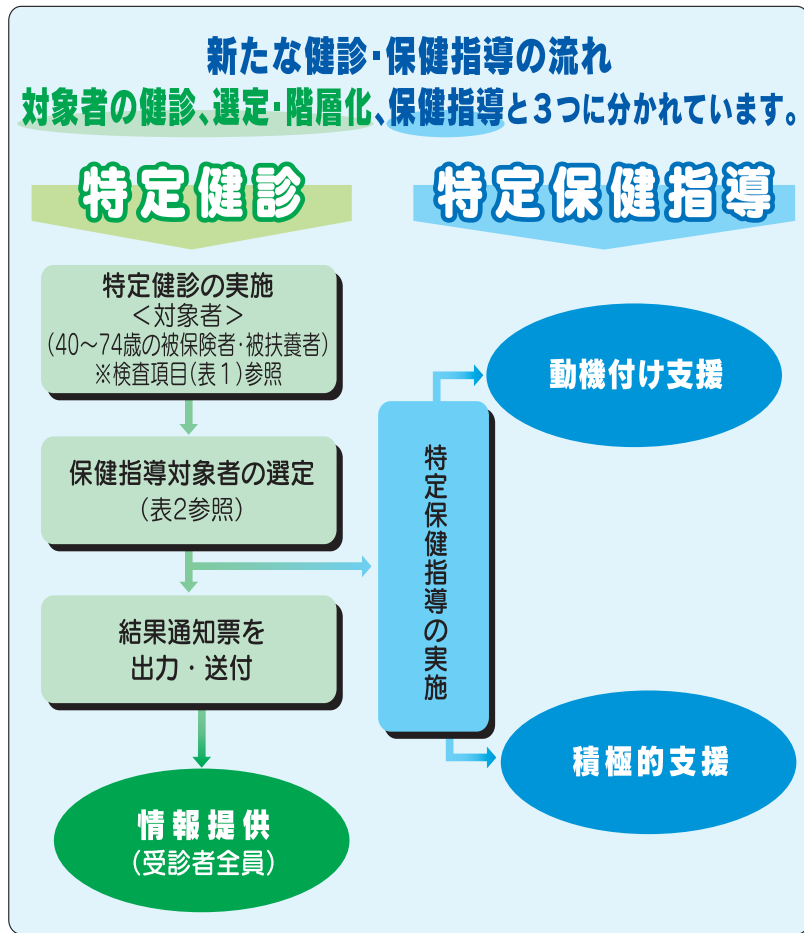 新たな健診・保健指導の流れ
対象者の健診、選定・階層化、保健指導と３つに分かれています。
特定健診
特定保健指導
特定健診の実施
＜対象者＞
(40～74歳の被保険者・被扶養者)
※検査項目(表１)参照
保健指導対象者の選定
(表2参照)
結果通知票を
出力・送付
情報提供
(受診者全員)
特定保健指導の実施
動機付け支援
積極的支援